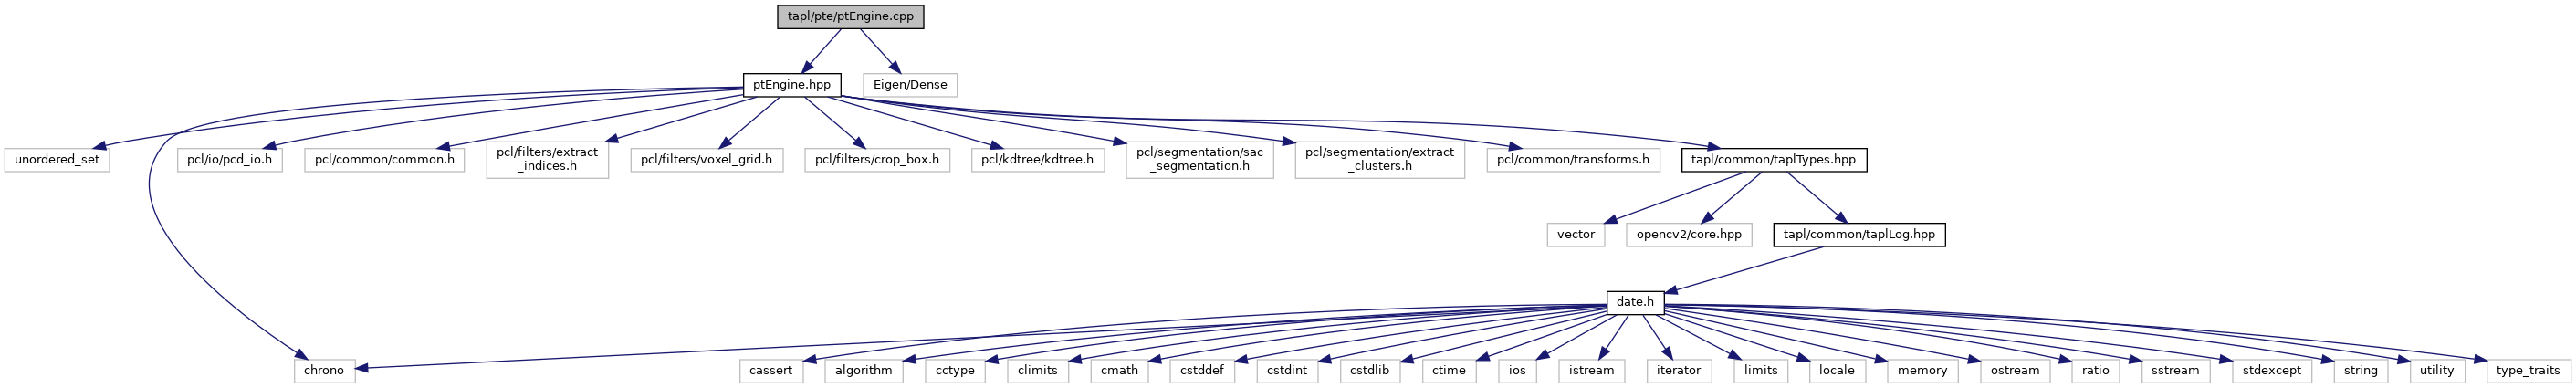 tapl/pte/ptEngine.cpp
ptEngine.hpp
Eigen/Dense
unordered_set
pcl/io/pcd_io.h
pcl/common/common.h
pcl/filters/extract
_indices.h
pcl/filters/voxel_grid.h
pcl/filters/crop_box.h
pcl/kdtree/kdtree.h
pcl/segmentation/sac
_segmentation.h
pcl/segmentation/extract
_clusters.h
pcl/common/transforms.h
tapl/common/taplTypes.hpp
vector
opencv2/core.hpp
tapl/common/taplLog.hpp
date.h
chrono
cassert
algorithm
cctype
climits
cmath
cstddef
cstdint
cstdlib
ctime
ios
istream
iterator
limits
locale
memory
ostream
ratio
sstream
stdexcept
string
utility
type_traits